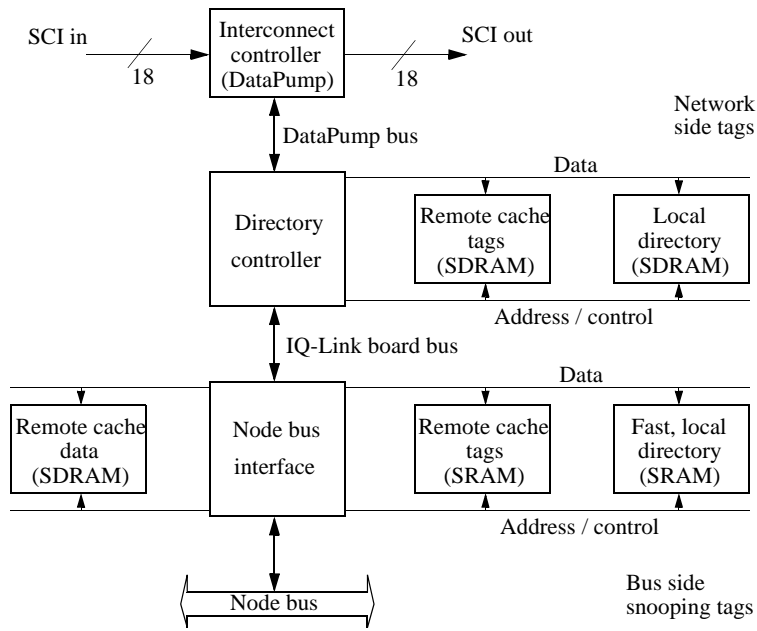 SCI in
18
Interconnect
controller
(DataPump)
18
SCI out
Network
side tags
DataPump bus
Data
Directory
controller
Remote cache
tags
(SDRAM)
Local
directory
(SDRAM)
Address / control
IQ-Link board bus
Data
Remote cache
data
(SDRAM)
Node bus
interface
Remote cache
tags
(SRAM)
Fast, local
directory
(SRAM)
Address / control
Node bus
Bus side
snooping tags